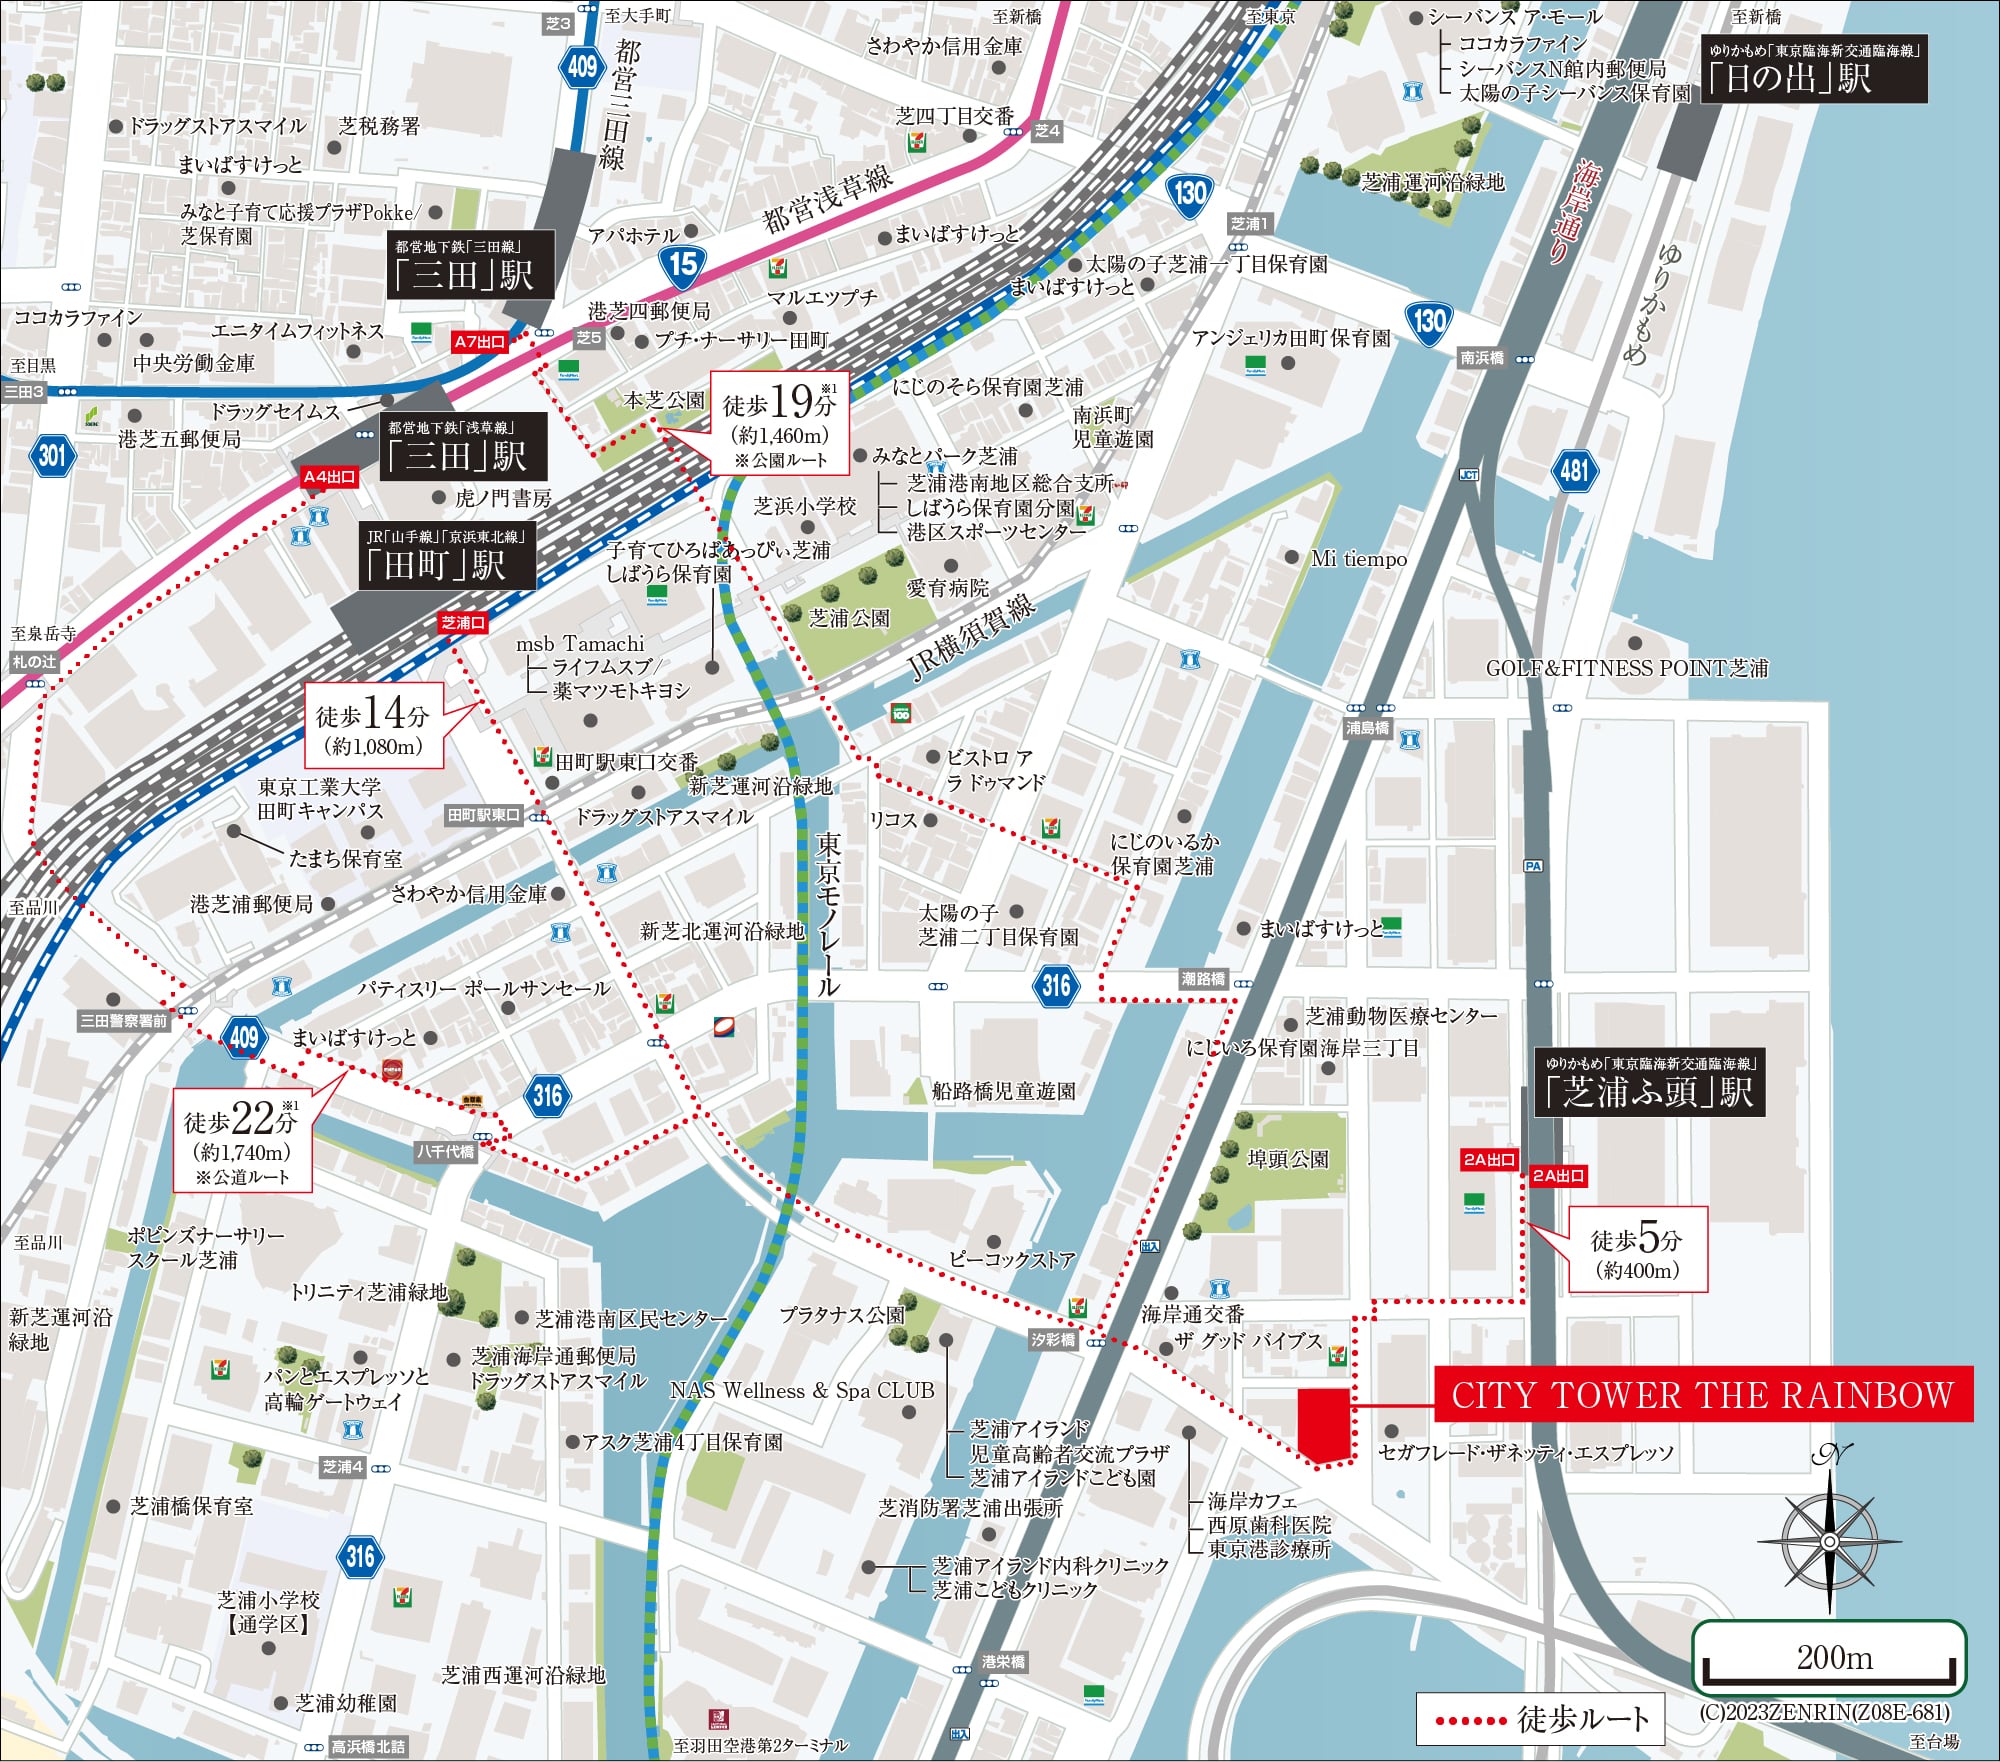 芝3
至大手町
409
都営三田線
至新橋
さわやか信用金庫
至東京
シーバンス ア・モール
ココカラファイン
シーバンスN館内郵便局
太陽の子シーバンス保育園
至新橋
ゆりかもめ「東京臨海新交通臨海線」
「日の出」駅
ドラッグストアスマイル
芝税務署
まいばすけっと
みなと子育て応援プラザPokke/
芝保育園
芝四丁目交番
芝4
都営浅草線
130
芝浦1
芝浦運河沿緑地
海岸通り
ゆりかもめ
都営地下鉄「三田線」
「三田」駅
アパホテル
15
まいばすけっと
太陽の子芝浦一丁目保育園
まいばすけっと
ココカラファイン
中央労働金庫
エニタイムフィットネス
A7出口
芝5
港芝四郵便局
マルエツプチ
プチ・ナーサリー田町
アンジェリカ田町保育園
130
南浜橋
至目黒
三田3
ドラッグセイムス
港芝五郵便局
301
都営地下鉄「浅草線」
「三田」駅
A4出口
虎ノ門書房
本芝公園
徒歩19分※1
(約1,460m)
※公園ルート
にじのそら保育園芝浦
南浜町
児童遊園
みなとパーク芝浦
芝浦港南地区総合支所
しばうら保育園分園
港区スポーツセンター
481
JCT
芝浜小学校
JR「山手線」「京浜東北線」
「田町」駅
子育てひろばあっぴぃ芝浦
しばうら保育園
愛育病院
Mi tiempo
芝浦公園
JR横須賀線
至泉岳寺
札の辻
芝浦口
msb Tamachi
ライフムスブ/
薬マツモトキヨシ
GOLF&FITNESS POINT芝浦
徒歩14分
(約1,080m)
浦島橋
東京工業大学
田町キャンパス
たまち保育室
田町駅東口交番
新芝運河沿緑地
田町駅東口
ドラッグストアスマイル
ビストロ ア
ラ ドゥマンド
リコス
にじのいるか
保育園芝浦
東京モノレール
PA
至品川
港芝浦郵便局
さわやか信用金庫
新芝北運河沿緑地
太陽の子
芝浦二丁目保育園
まいばすけっと
316
潮路橋
パティスリー ポールサンセール
三田警察署前
409
まいばすけっと
芝浦動物医療センター
にじいろ保育園海岸三丁目
船路橋児童遊園
ゆりかもめ「東京臨海新交通臨海線」
「芝浦ふ頭」駅
316
徒歩22分※1
(約1,740m)
※公道ルート
八千代橋
埠頭公園
2A出口
2A出口
徒歩5分
(約400m)
至品川
ポピンズナーサリー
スクール芝浦
新芝運河沿
緑地
トリニティ芝浦緑地
芝浦港南区民センター
芝浦海岸通郵便局
ドラッグストアスマイル
パンとエスプレッソと
高輪ゲートウェイ
ピーコックストア
出入
プラタナス公園
汐彩橋
海岸通交番
ザ グッド バイブス
NAS Wellness & Spa CLUB
芝浦アイランド
児童高齢者交流プラザ
芝浦アイランドこども園
CITY TOWER THE RAINBOW
セガフレード・ザネッティ・エスプレッソ
アスク芝浦4丁目保育園
芝浦4
芝浦橋保育室
芝消防署芝浦出張所
海岸カフェ
西原歯科医院
東京港診療所
N
316
芝浦アイランド内科クリニック
芝浦こどもクリニック
芝浦小学校
【通学区】
芝浦西運河沿緑地
港栄橋
200m
芝浦幼稚園
徒歩ルート
(C)2023ZENRIN(Z08E-681)
出入
高浜橋北詰
至羽田空港第2ターミナル
至台場